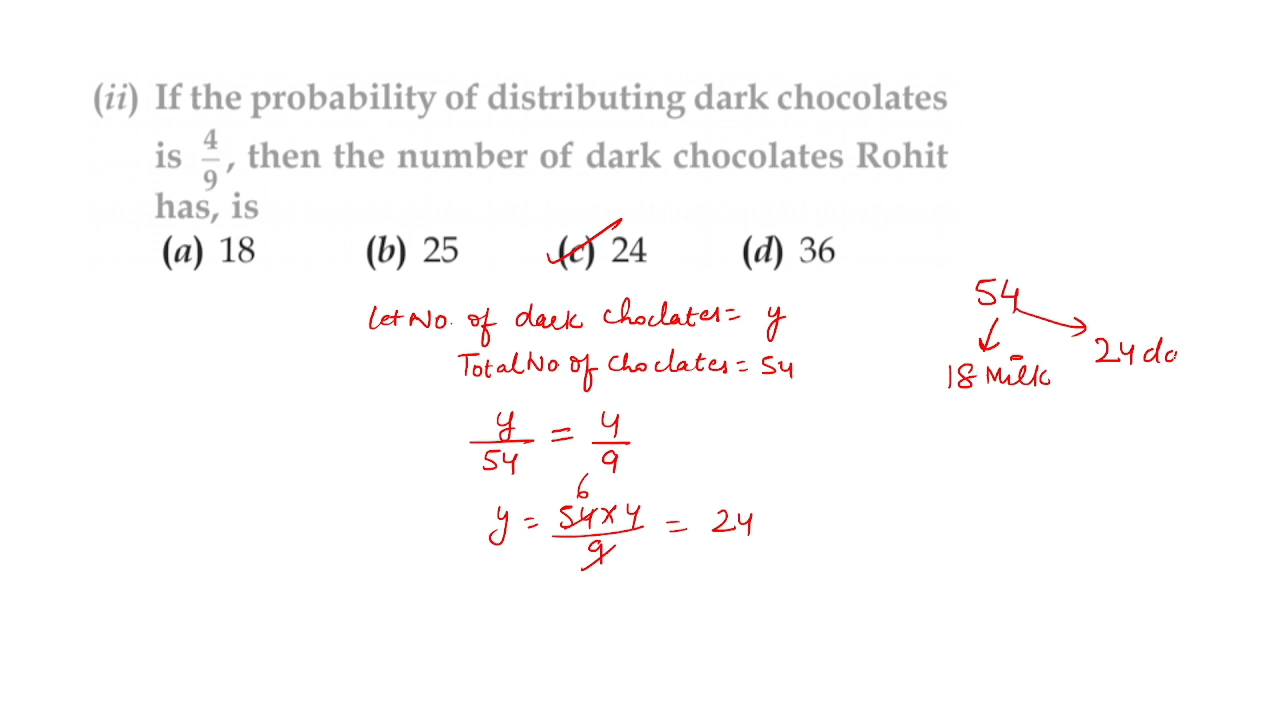 (ii) If the probability of distributing dark chocolates
is 4/9, then the number of dark chocolates Rohit
has, is
(a) 18 (b) 25 (c) 24 (d) 36
Let No. of dark choclates = y
Total No of choclates = 54
y/54 = 4/9
6
y = 54×4/9 = 24
54
18 Milk
24 da